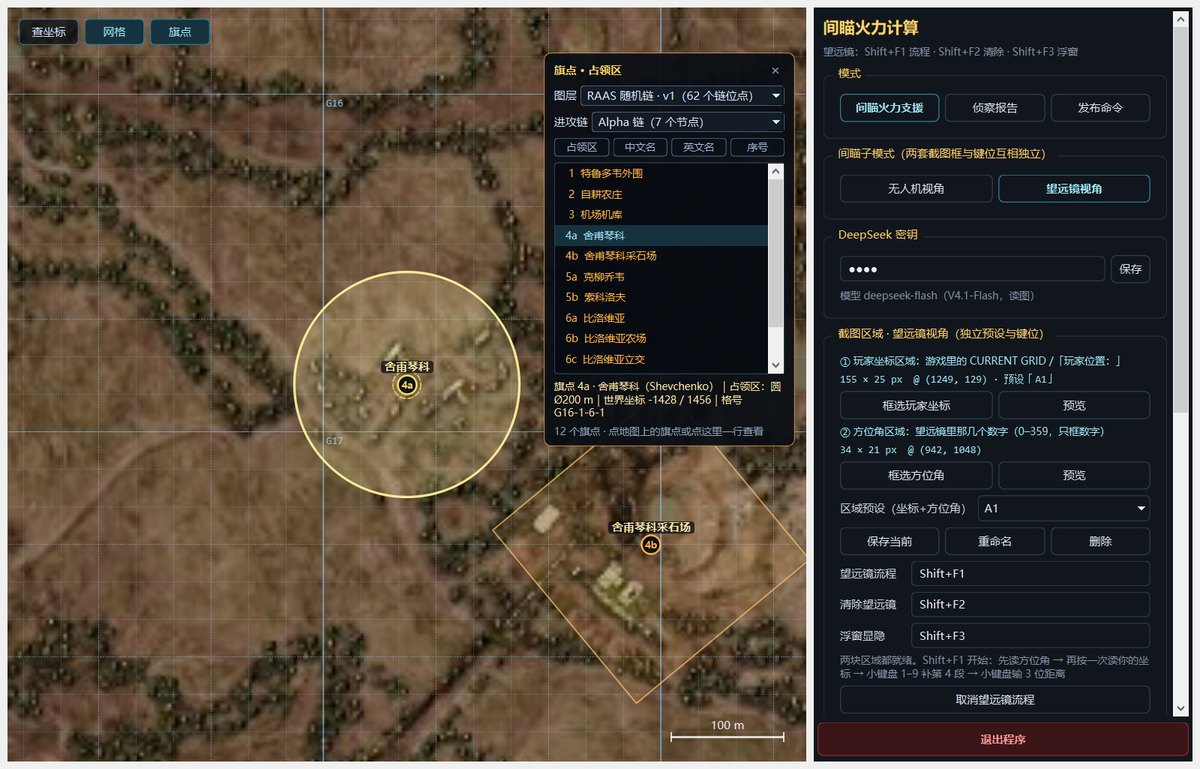 查坐标
网格
旗点
G16
G17
舍甫琴科
4a
舍甫琴科采石场
4b
100 m
旗点 · 占领区
×
图层 RAAS 随机链 · v1（62 个链位点）
进攻链 Alpha 链（7 个节点）
占领区
中文名
英文名
序号
1 特鲁多韦外围
2 自耕农庄
3 机场机库
4a 舍甫琴科
4b 舍甫琴科采石场
5a 克柳乔韦
5b 索科洛夫
6a 比洛维亚
6b 比洛维亚农场
6c 比洛维亚立交
旗点 4a · 舍甫琴科（Shevchenko）｜占领区：圆
Ø200 m｜世界坐标 -1428 / 1456｜格号
G16-1-6-1
12 个旗点 · 点地图上的旗点或点这里一行查看
间瞄火力计算
望远镜：Shift+F1 流程 · Shift+F2 清除 · Shift+F3 浮窗
模式
间瞄火力支援
侦察报告
发布命令
间瞄子模式（两套截图框与键位互相独立）
无人机视角
望远镜视角
DeepSeek 密钥
●●●●
保存
模型 deepseek-flash（V4.1-Flash，读图）
截图区域 · 望远镜视角（独立预设与键位）
① 玩家坐标区域：游戏里的 CURRENT GRID /「玩家位置：」
155 × 25 px @ (1249, 129) · 预设「A1」
框选玩家坐标
预览
② 方位角区域：望远镜里那几个数字（0–359，只框数字）
34 × 21 px @ (942, 1048)
框选方位角
预览
区域预设（坐标+方位角） A1
保存当前
重命名
删除
望远镜流程 Shift+F1
清除望远镜 Shift+F2
浮窗显隐 Shift+F3
两块区域都就绪。Shift+F1 开始：先读方位角 → 再按一次读你的坐
标 → 小键盘 1–9 补第 4 段 → 小键盘输 3 位距离
取消望远镜流程
退出程序